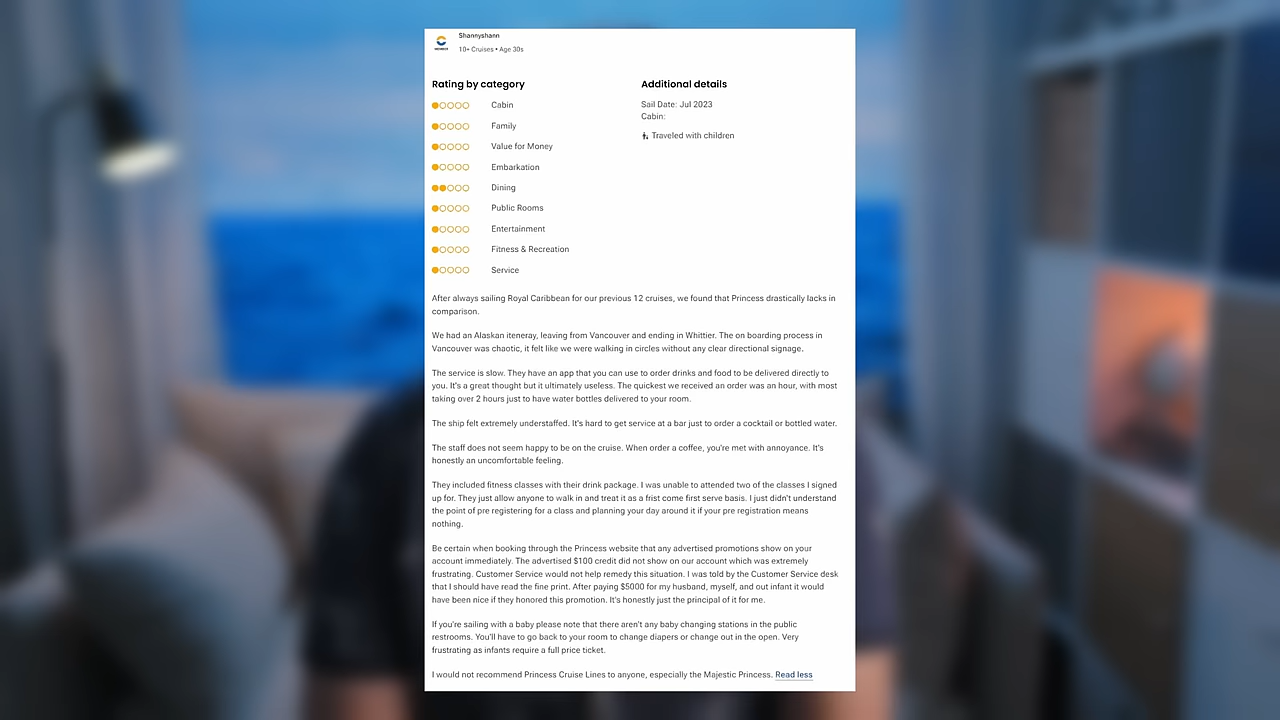 Shannyshann
10+ Cruises • Age 30s
Rating by category
Cabin
Family
Value for Money
Embarkation
Dining
Public Rooms
Entertainment
Fitness & Recreation
Service
Additional details
Sail Date: Jul 2023
Cabin:
Traveled with children
After always sailing Royal Caribbean for our previous 12 cruises, we found that Princess drastically lacks in
comparison.
We had an Alaskan iteneray, leaving from Vancouver and ending in Whittier. The on boarding process in
Vancouver was chaotic, it felt like we were walking in circles without any clear directional signage.
The service is slow. They have an app that you can use to order drinks and food to be delivered directly to
you. It's a great thought but it ultimately useless. The quickest we received an order was an hour, with most
taking over 2 hours just to have water bottles delivered to your room.
The ship felt extremely understaffed. It's hard to get service at a bar just to order a cocktail or bottled water.
The staff does not seem happy to be on the cruise. When order a coffee, you're met with annoyance. It's
honestly an uncomfortable feeling.
They included fitness classes with their drink package. I was unable to attended two of the classes I signed
up for. They just allow anyone to walk in and treat it as a frist come first serve basis. I just didn't understand
the point of pre registering for a class and planning your day around it if your pre registration means
nothing.
Be certain when booking through the Princess website that any advertised promotions show on your
account immediately. The advertised $100 credit did not show on our account which was extremely
frustrating. Customer Service would not help remedy this situation. I was told by the Customer Service desk
that I should have read the fine print. After paying $5000 for my husband, myself, and out infant it would
have been nice if they honored this promotion. It's honestly just the principal of it for me.
If you're sailing with a baby please note that there aren't any baby changing stations in the public
restrooms. You'll have to go back to your room to change diapers or change out in the open. Very
frustrating as infants require a full price ticket.
I would not recommend Princess Cruise Lines to anyone, especially the Majestic Princess. Read less